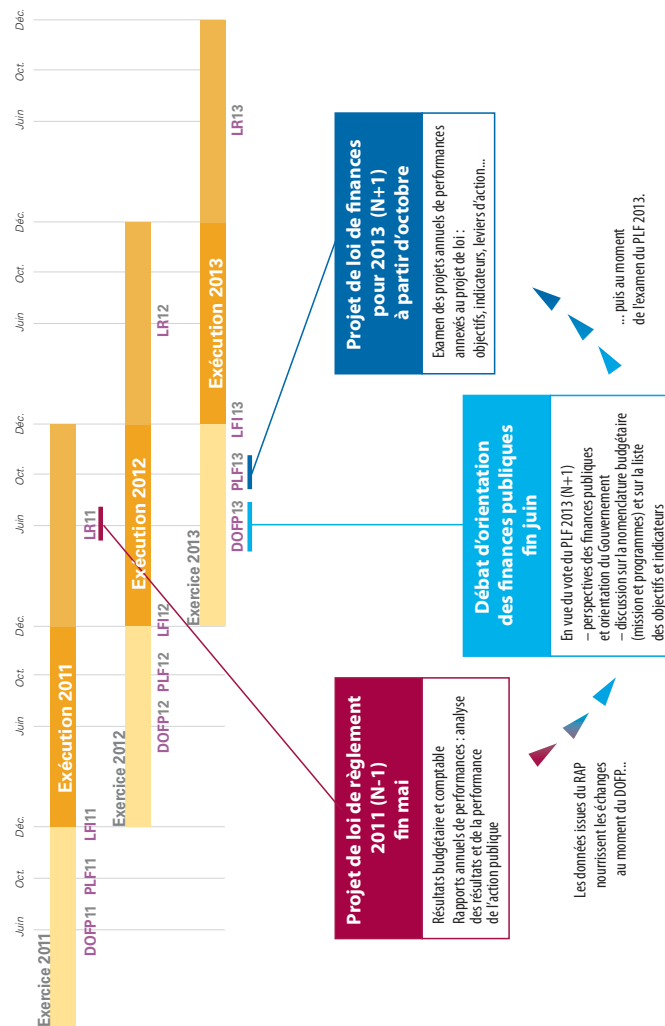 Juin
Oct.
Déc.
Juin
Oct.
Déc.
Juin
Oct.
Déc.
Juin
Oct.
Déc.
Juin
Oct.
Déc.
Exercice 2011
Exécution 2011
DOFP11
PLF11
LFI11
LR11
Exercice 2012
Exécution 2012
DOFP12
PLF12
LFI12
LR12
Exercice 2013
Exécution 2013
DOFP13
PLF13
LFI13
LR13
Projet de loi de règlement
2011 (N-1)
fin mai
Résultats budgétaire et comptable
Rapports annuels de performances : analyse
des résultats et de la performance
de l'action publique
Projet de loi de finances
pour 2013 (N+1)
à partir d'octobre
Examen des projets annuels de performances
annexés au projet de loi :
objectifs, indicateurs, leviers d'action...
Débat d'orientation
des finances publiques
fin juin
En vue du vote du PLF 2013 (N+1)
– perspectives des finances publiques
et orientation du Gouvernement
– discussion sur la nomenclature budgétaire
(mission et programmes) et sur la liste
des objectifs et indicateurs
Les données issues du RAP
nourrissent les échanges
au moment du DOFP...
... puis au moment
de l'examen du PLF 2013.